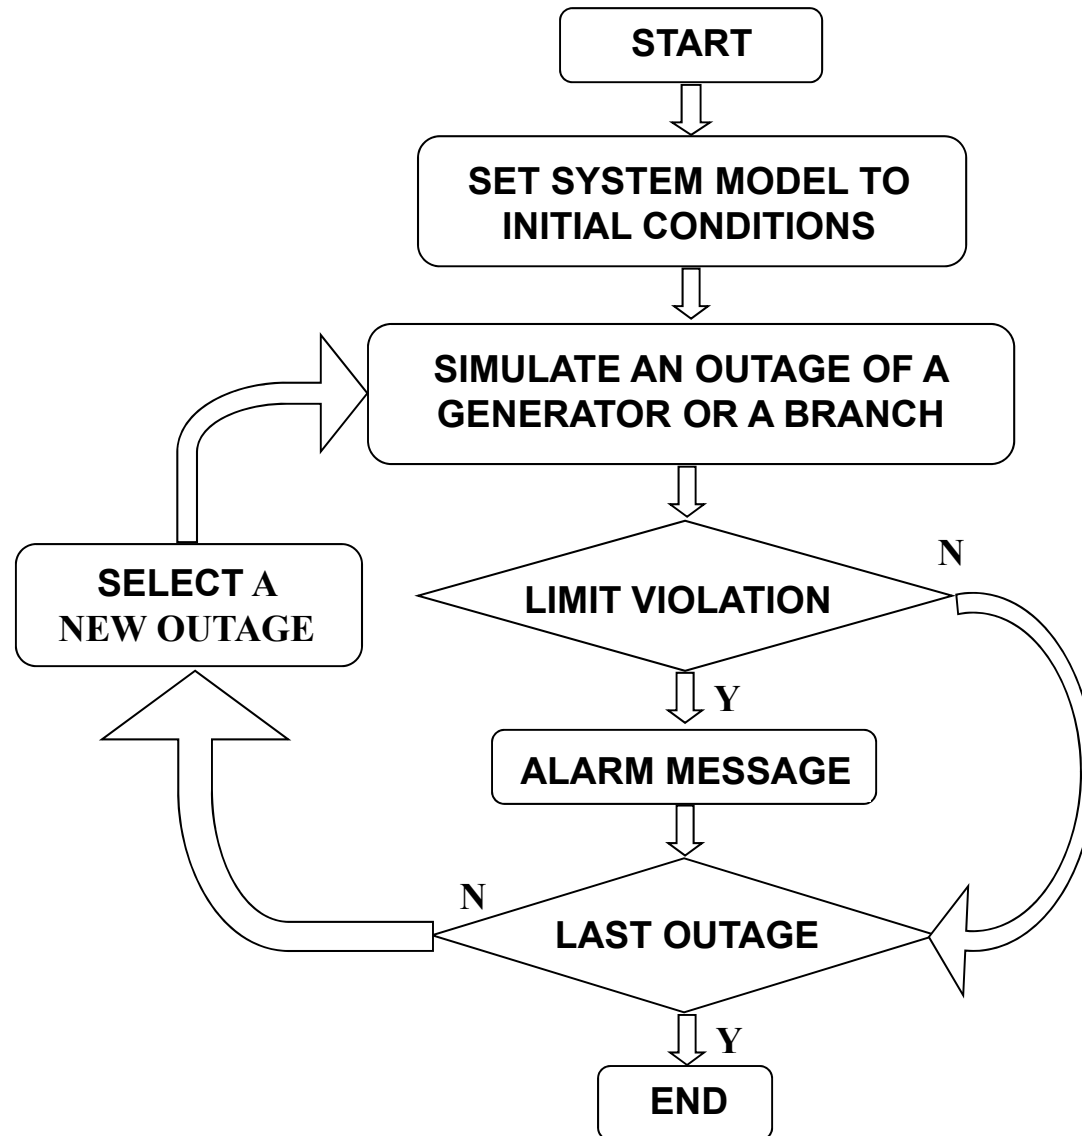 START
SET SYSTEM MODEL TO
INITIAL CONDITIONS
SIMULATE AN OUTAGE OF A
GENERATOR OR A BRANCH
SELECT A
NEW OUTAGE
N
LIMIT VIOLATION
Y
ALARM MESSAGE
N
LAST OUTAGE
Y
END